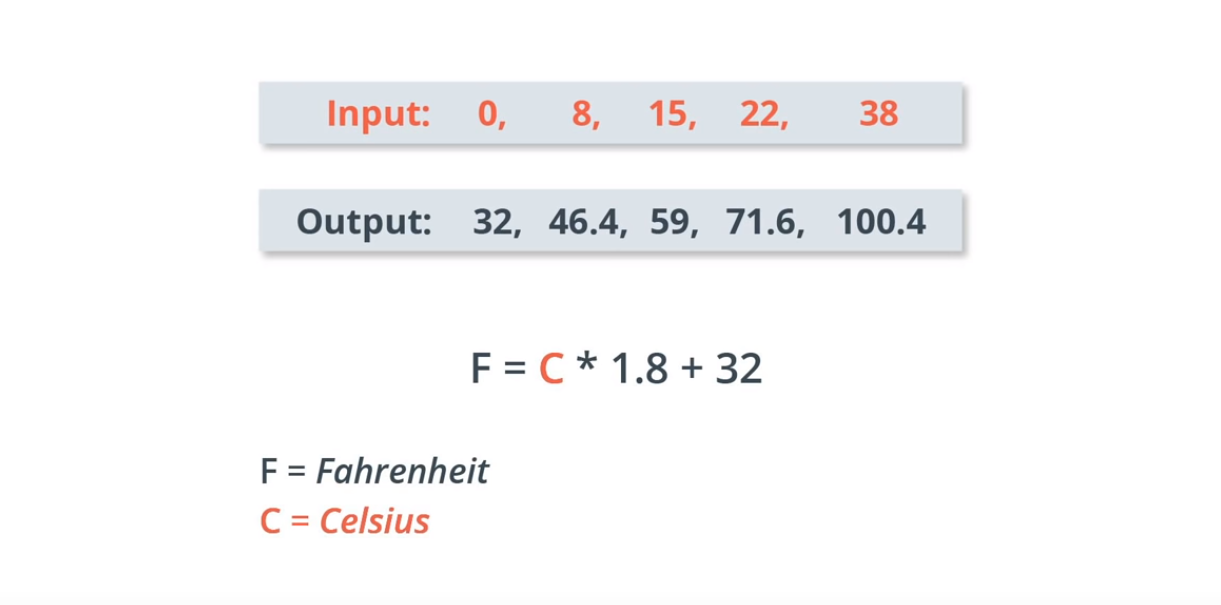 Input: 0, 8, 15, 22, 38
Output: 32, 46.4, 59, 71.6, 100.4
F = C * 1.8 + 32
F = Fahrenheit
C = Celsius